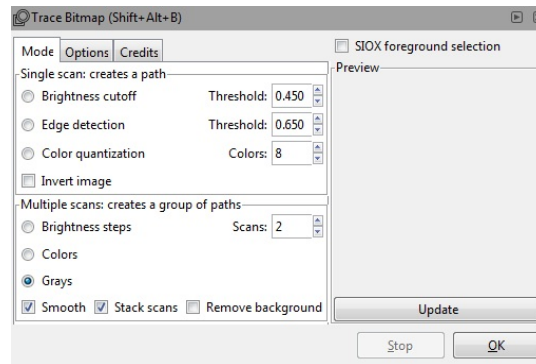 Trace Bitmap (Shift+Alt+B)
Mode Options Credits
SIOX foreground selection
Single scan: creates a path
Preview
Brightness cutoff Threshold: 0.450
Edge detection Threshold: 0.650
Color quantization Colors: 8
Invert image
Multiple scans: creates a group of paths
Brightness steps Scans: 2
Colors
Grays
Smooth Stack scans Remove background
Update
Stop OK